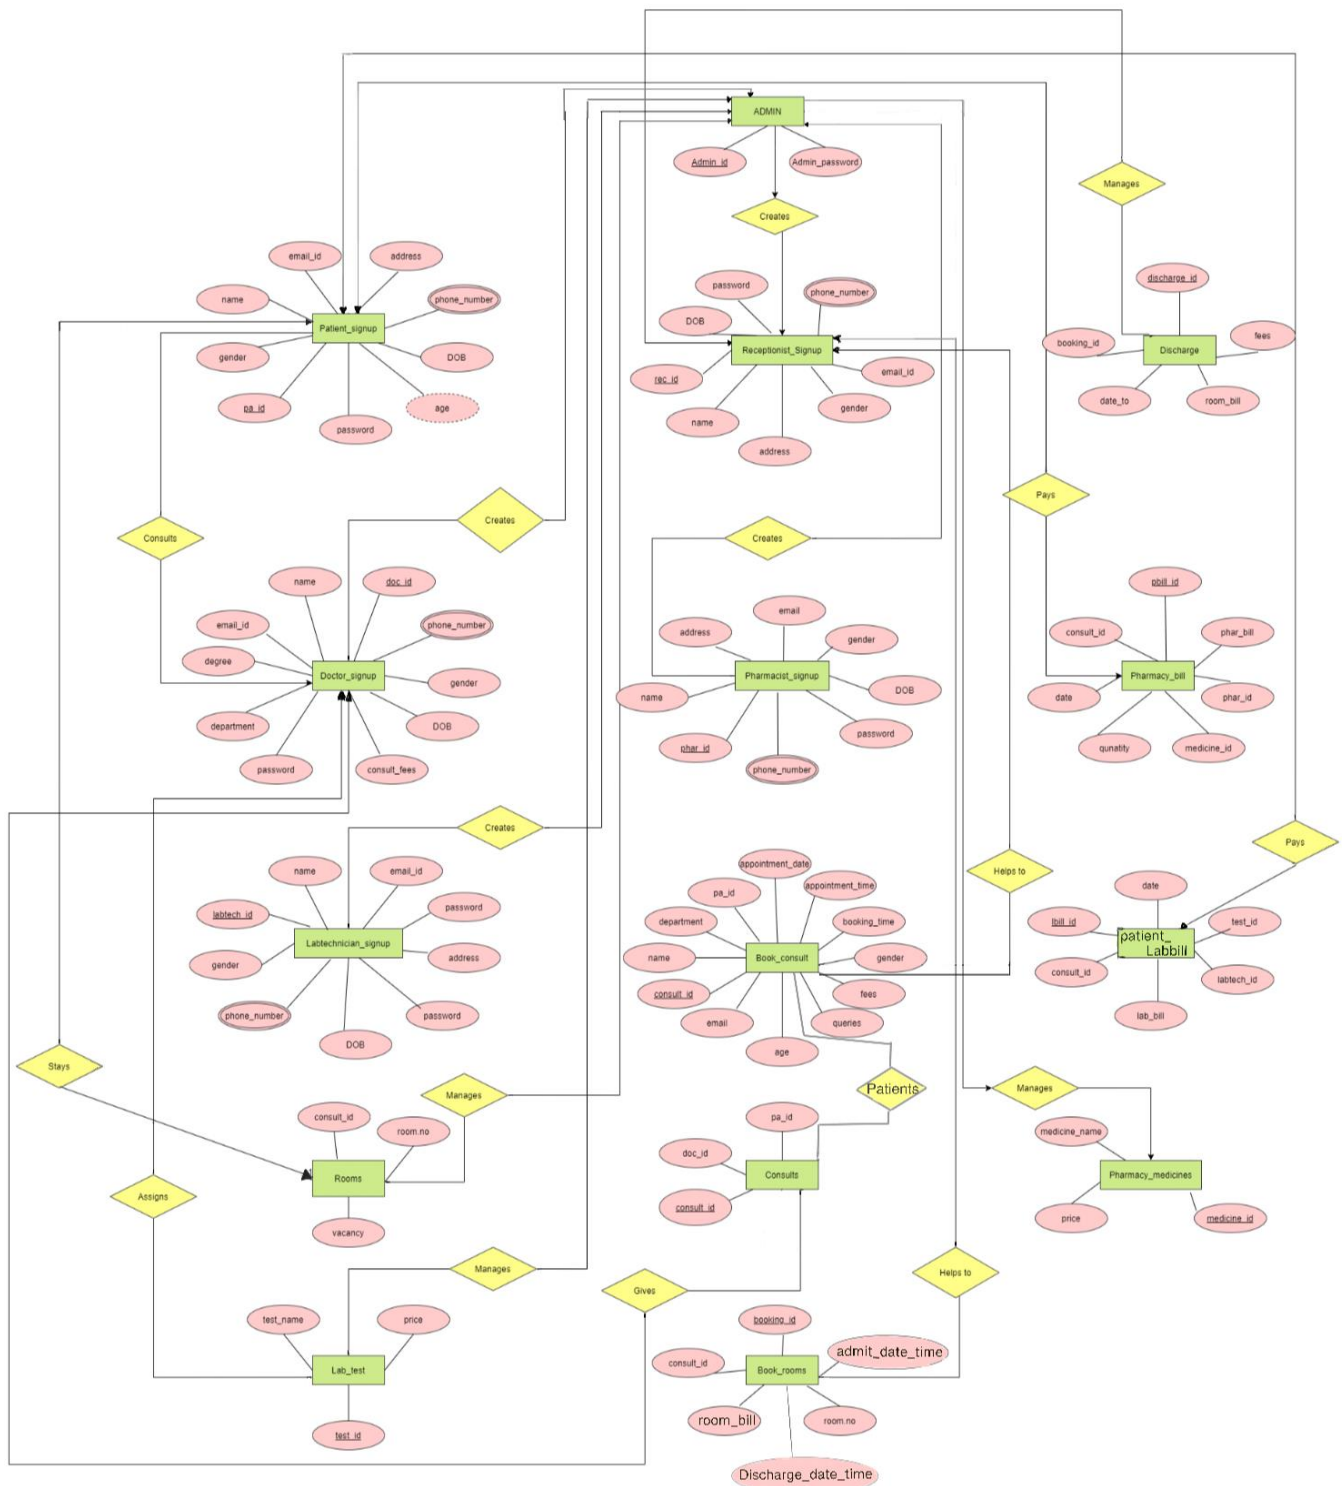 ADMIN
Admin_id
Admin_password
Manages
Creates
email_id
address
discharge_id
password
phone_number
name
phone_number
DOB
Patient_signup
booking_id
fees
Receptionist_Signup
Discharge
gender
DOB
rec_id
email_id
date_to
room_bill
pa_id
age
gender
password
name
address
Pays
Creates
Consults
Creates
name
doc_id
pbill_id
email
email_id
phone_number
address
gender
consult_id
phar_bill
degree
Doctor_signup
gender
Pharmacist_signup
DOB
Pharmacy_bill
name
date
phar_id
department
DOB
password
phar_id
qunatity
medicine_id
password
consult_fees
phone_number
Creates
Pays
appointment_date
Helps to
name
email_id
pa_id
appointment_time
date
labtech_id
password
department
booking_time
lbill_id
test_id
Labtechnician_signup
patient_
Labbill
gender
address
name
Book_consult
gender
consult_id
labtech_id
consult_id
fees
phone_number
password
email
queries
lab_bill
DOB
age
Stays
Manages
Patients
Manages
consult_id
room.no
pa_id
medicine_name
doc_id
Rooms
Consults
Pharmacy_medicines
Assigns
consult_id
price
medicine_id
vacancy
Manages
Gives
Helps to
test_name
price
booking_id
admit_date_time
consult_id
Lab_test
Book_rooms
room_bill
room.no
test_id
Discharge_date_time